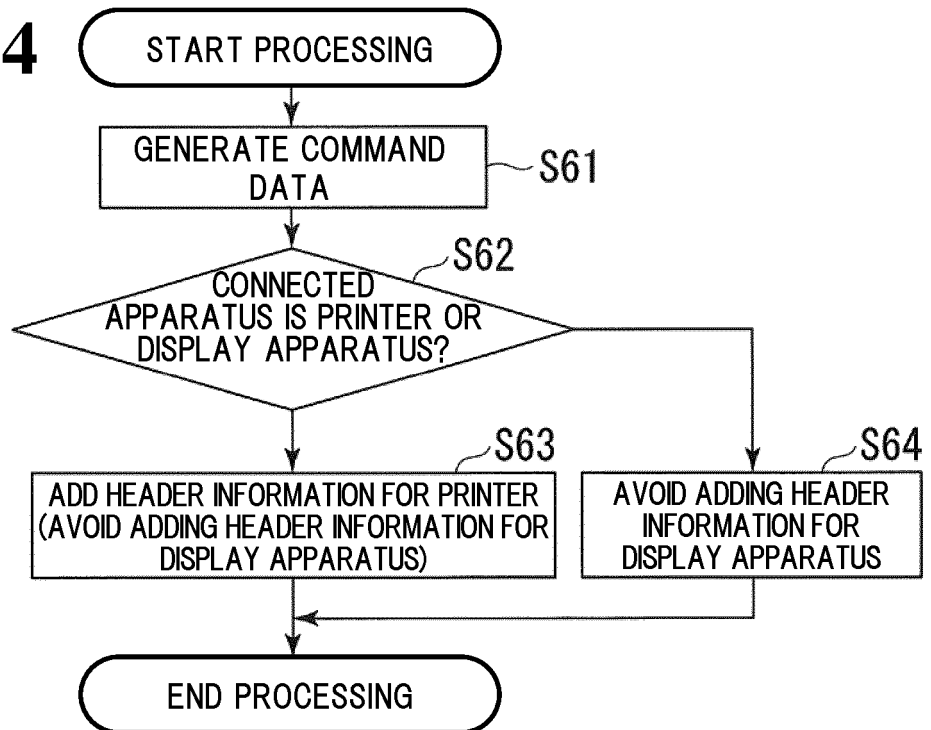 4
START PROCESSING
GENERATE COMMAND
DATA
S61
S62
CONNECTED
APPARATUS IS PRINTER OR
DISPLAY APPARATUS?
S63
ADD HEADER INFORMATION FOR PRINTER
(AVOID ADDING HEADER INFORMATION FOR
DISPLAY APPARATUS)
S64
AVOID ADDING HEADER
INFORMATION FOR
DISPLAY APPARATUS
END PROCESSING